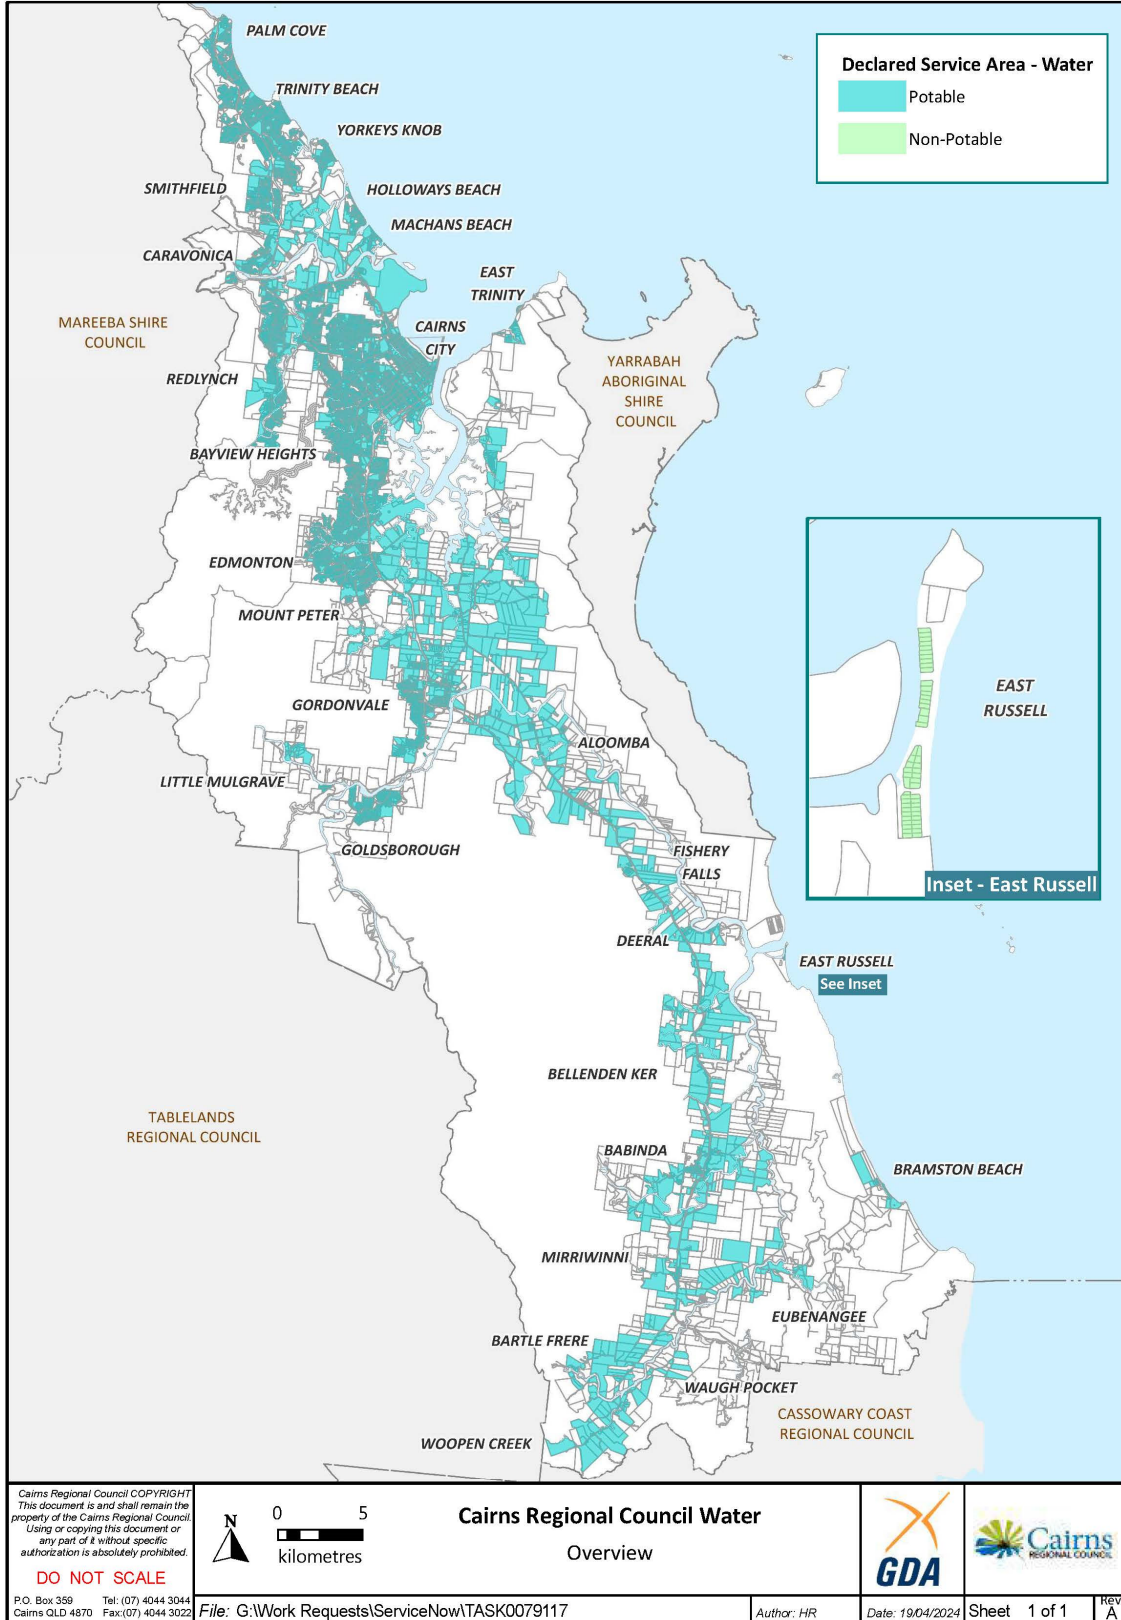 PALM COVE
TRINITY BEACH
YORKEYS KNOB
SMITHFIELD
HOLLOWAYS BEACH
MACHANS BEACH
CARAVONICA
EAST
TRINITY
CAIRNS
CITY
MAREEBA SHIRE
COUNCIL
YARRABAH
ABORIGINAL
SHIRE
COUNCIL
REDLYNCH
BAYVIEW HEIGHTS
EDMONTON
MOUNT PETER
GORDONVALE
ALOOMBA
LITTLE MULGRAVE
GOLDSBOROUGH
FISHERY
FALLS
DEERAL
EAST RUSSELL
See Inset
BELLENDEN KER
TABLELANDS
REGIONAL COUNCIL
BABINDA
BRAMSTON BEACH
MIRRIWINNI
EUBENANGEE
BARTLE FRERE
WAUGH POCKET
CASSOWARY COAST
REGIONAL COUNCIL
WOOPEN CREEK
Declared Service Area - Water
Potable
Non-Potable
EAST
RUSSELL
Inset - East Russell
Cairns Regional Council COPYRIGHT
This document is and shall remain the
property of the Cairns Regional Council.
Using or copying this document or
any part of it without specific
authorization is absolutely prohibited.
DO NOT SCALE
P.O. Box 359 Tel: (07) 4044 3044
Cairns QLD 4870 Fax:(07) 4044 3022
N
0 5
kilometres
Cairns Regional Council Water
Overview
GDA
Cairns
REGIONAL COUNCIL
File: G:\Work Requests\ServiceNow\TASK0079117
Author: HR
Date: 19/04/2024
Sheet 1 of 1
Rev
A